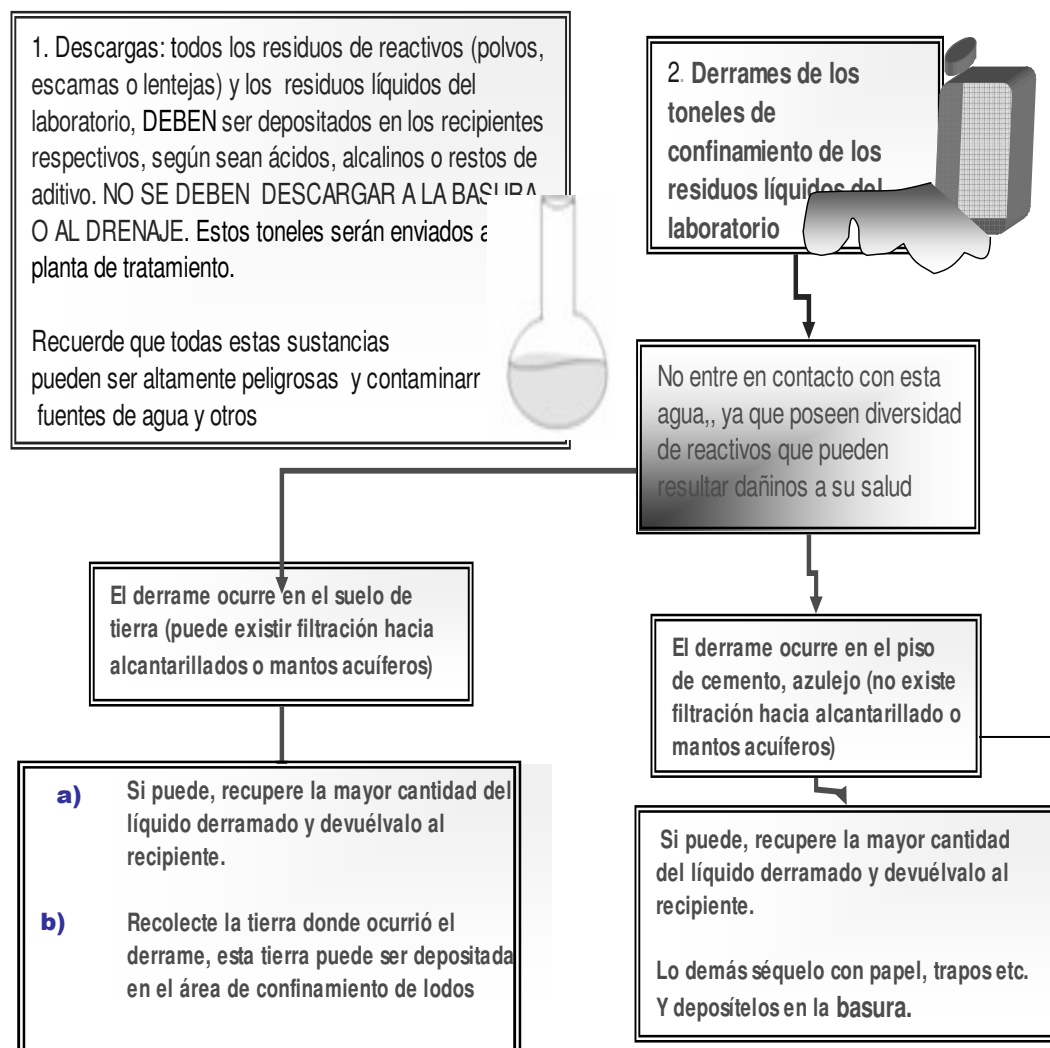 1. Descargas: todos los residuos de reactivos (polvos,
escamas o lentejas) y los residuos líquidos del
laboratorio, DEBEN ser depositados en los recipientes
respectivos, según sean ácidos, alcalinos o restos de
aditivo. NO SE DEBEN DESCARGAR A LA BASURA
O AL DRENAJE. Estos toneles serán enviados a
planta de tratamiento.
Recuerde que todas estas sustancias
pueden ser altamente peligrosas y contaminarr
fuentes de agua y otros
2. Derrames de los
toneles de
confinamiento de los
residuos líquidos del
laboratorio
No entre en contacto con esta
agua,, ya que poseen diversidad
de reactivos que pueden
resultar dañinos a su salud
El derrame ocurre en el suelo de
tierra (puede existir filtración hacia
alcantarillados o mantos acuíferos)
El derrame ocurre en el piso
de cemento, azulejo (no existe
filtración hacia alcantarillado o
mantos acuíferos)
a) Si puede, recupere la mayor cantidad del
líquido derramado y devuélvalo al
recipiente.
b) Recolecte la tierra donde ocurrió el
derrame, esta tierra puede ser depositada
en el área de confinamiento de lodos
Si puede, recupere la mayor cantidad
del líquido derramado y devuélvalo al
recipiente.
Lo demás séquelo con papel, trapos etc.
Y deposítelos en la basura.